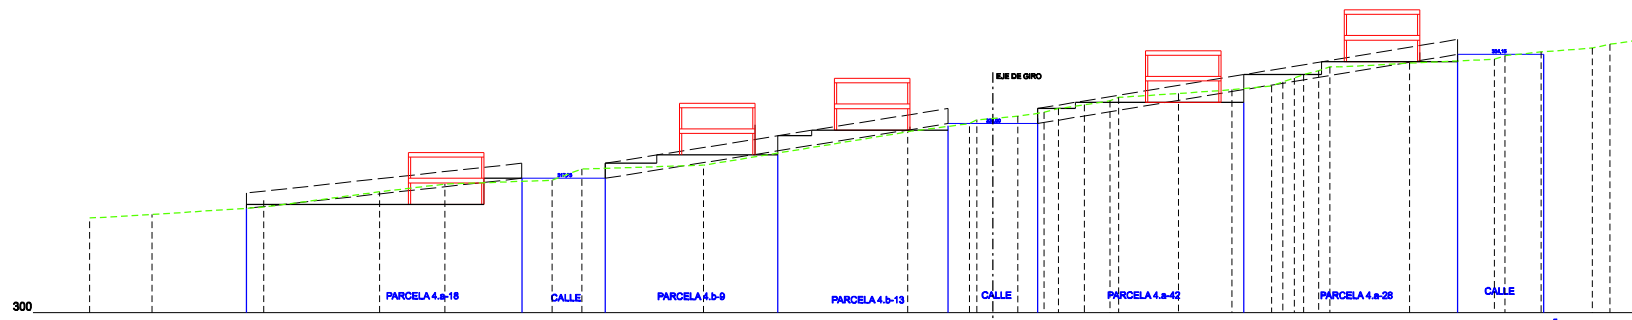 EJE DE GIRO
300
PARCELA 4.a-18
CALLE
PARCELA 4.b-9
PARCELA 4.b-13
CALLE
PARCELA 4.a-42
PARCELA 4.a-28
CALLE